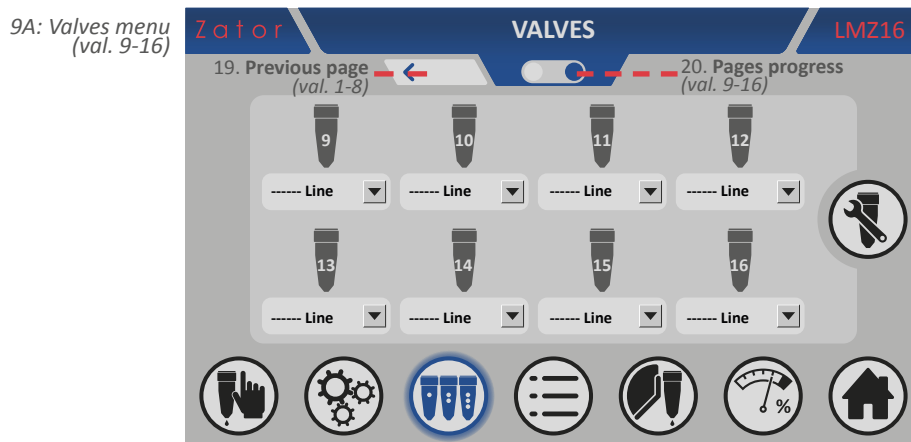 9A: Valves menu
(val. 9-16)
Zator
VALVES
LMZ16
19. Previous page
(val. 1-8)
20. Pages progress
(val. 9-16)
9
10
11
12
------ Line
------ Line
------ Line
------ Line
13
14
15
16
------ Line
------ Line
------ Line
------ Line
%